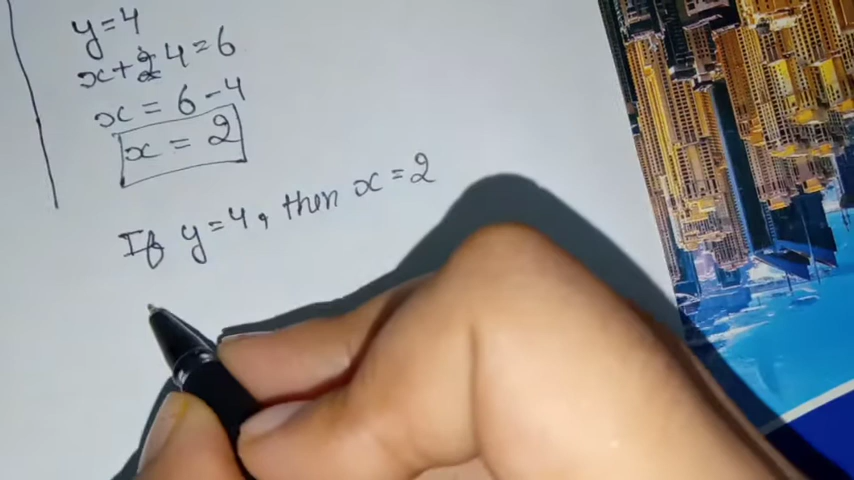 y=4
x+4=6
x=6-4
x=2
If y=4, then x=2